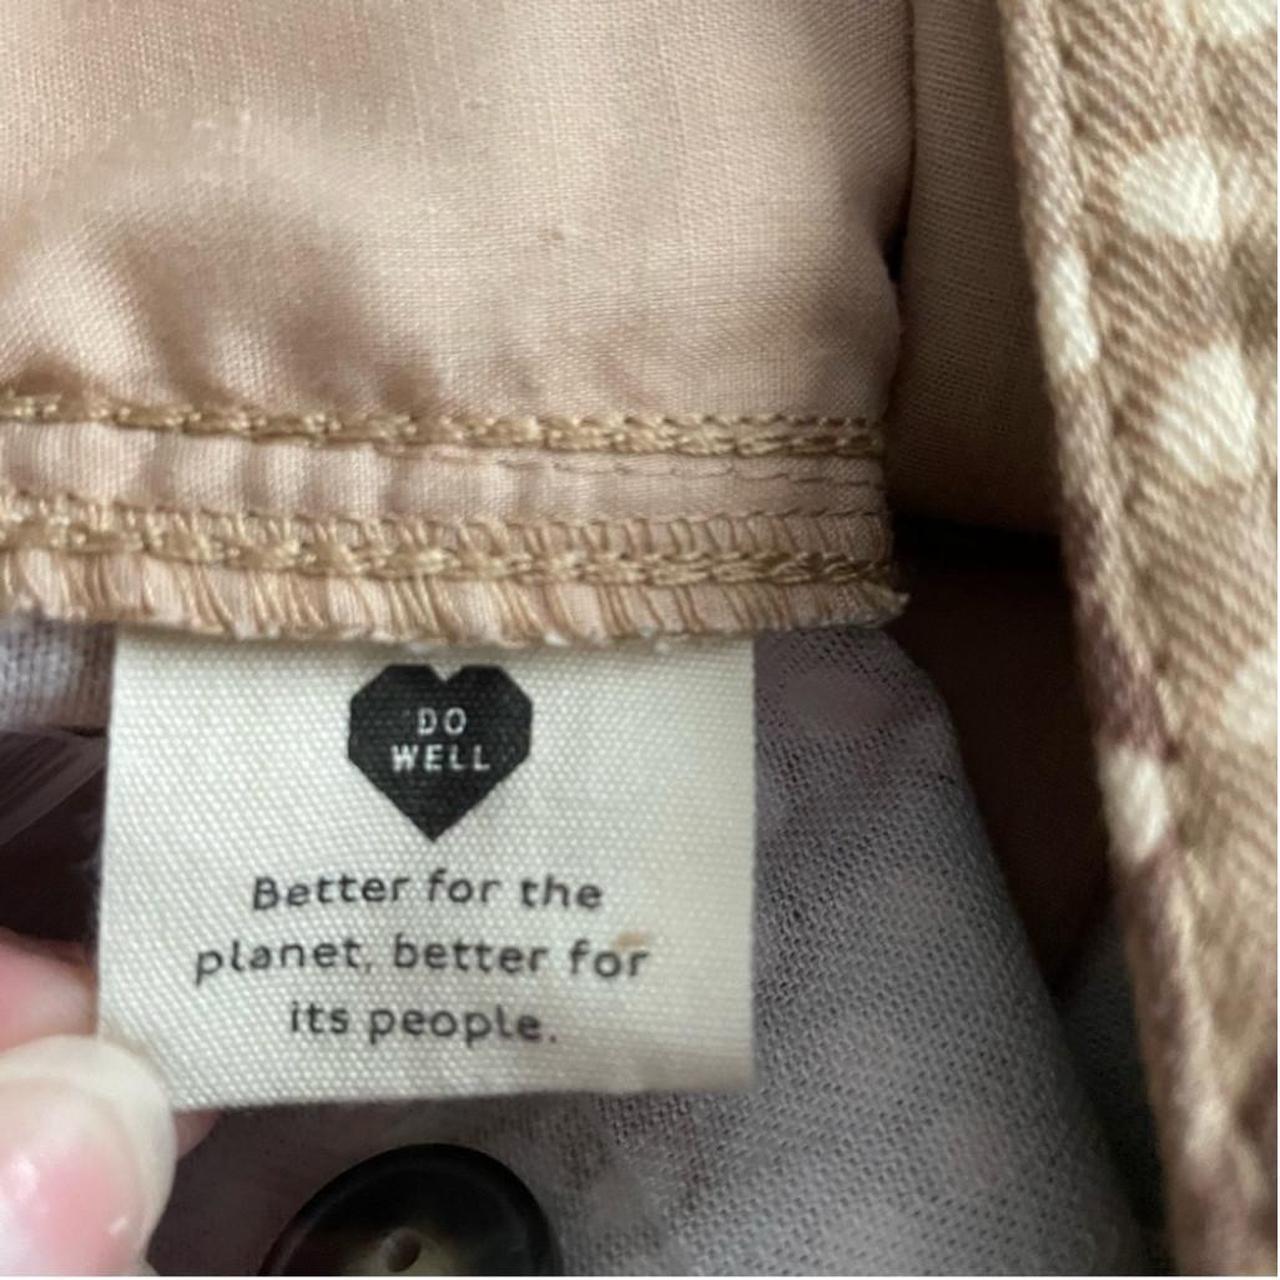 DO
WELL
Better for the
planet, better for
its people.